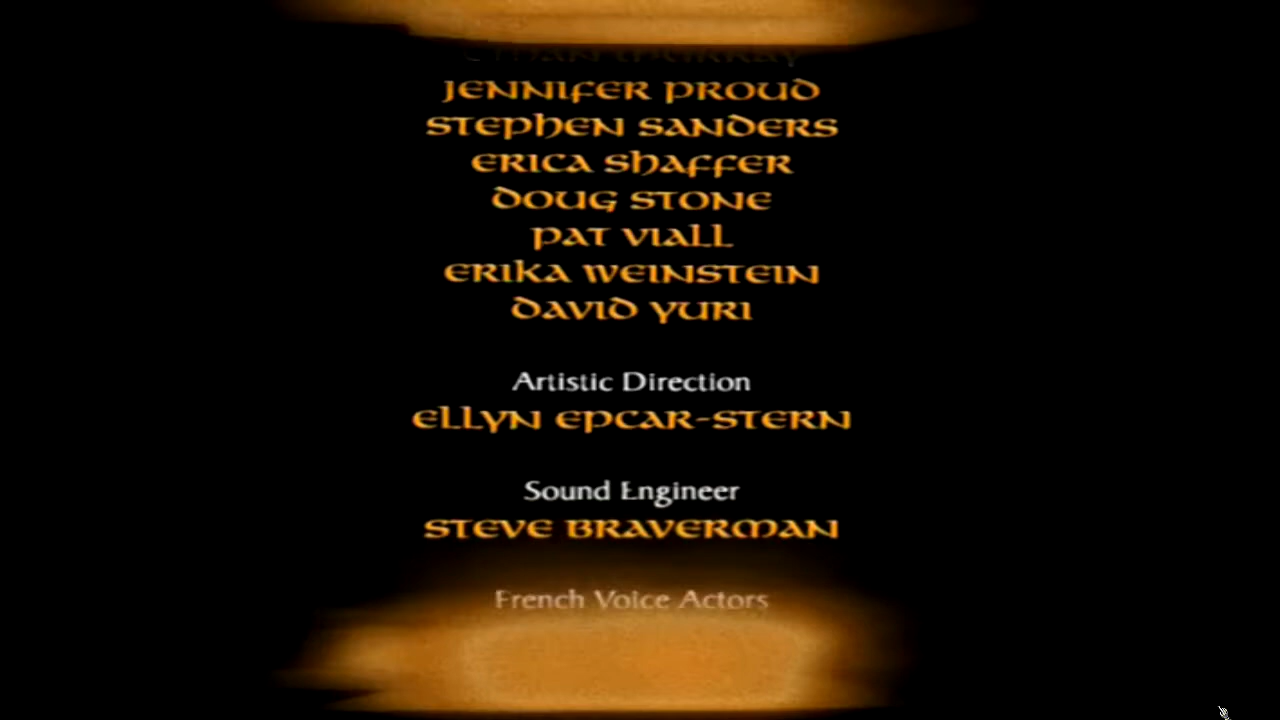 JENNIFER PROUD
STEPHEN SANDERS
ERICA SHAFFER
DOUG STONE
PAT VIALL
ERIKA WEINSTEIN
DAVID YURI
Artistic Direction
ELLYN EPCAR-STERN
Sound Engineer
STEVE BRAVERMAN
French Voice Actors